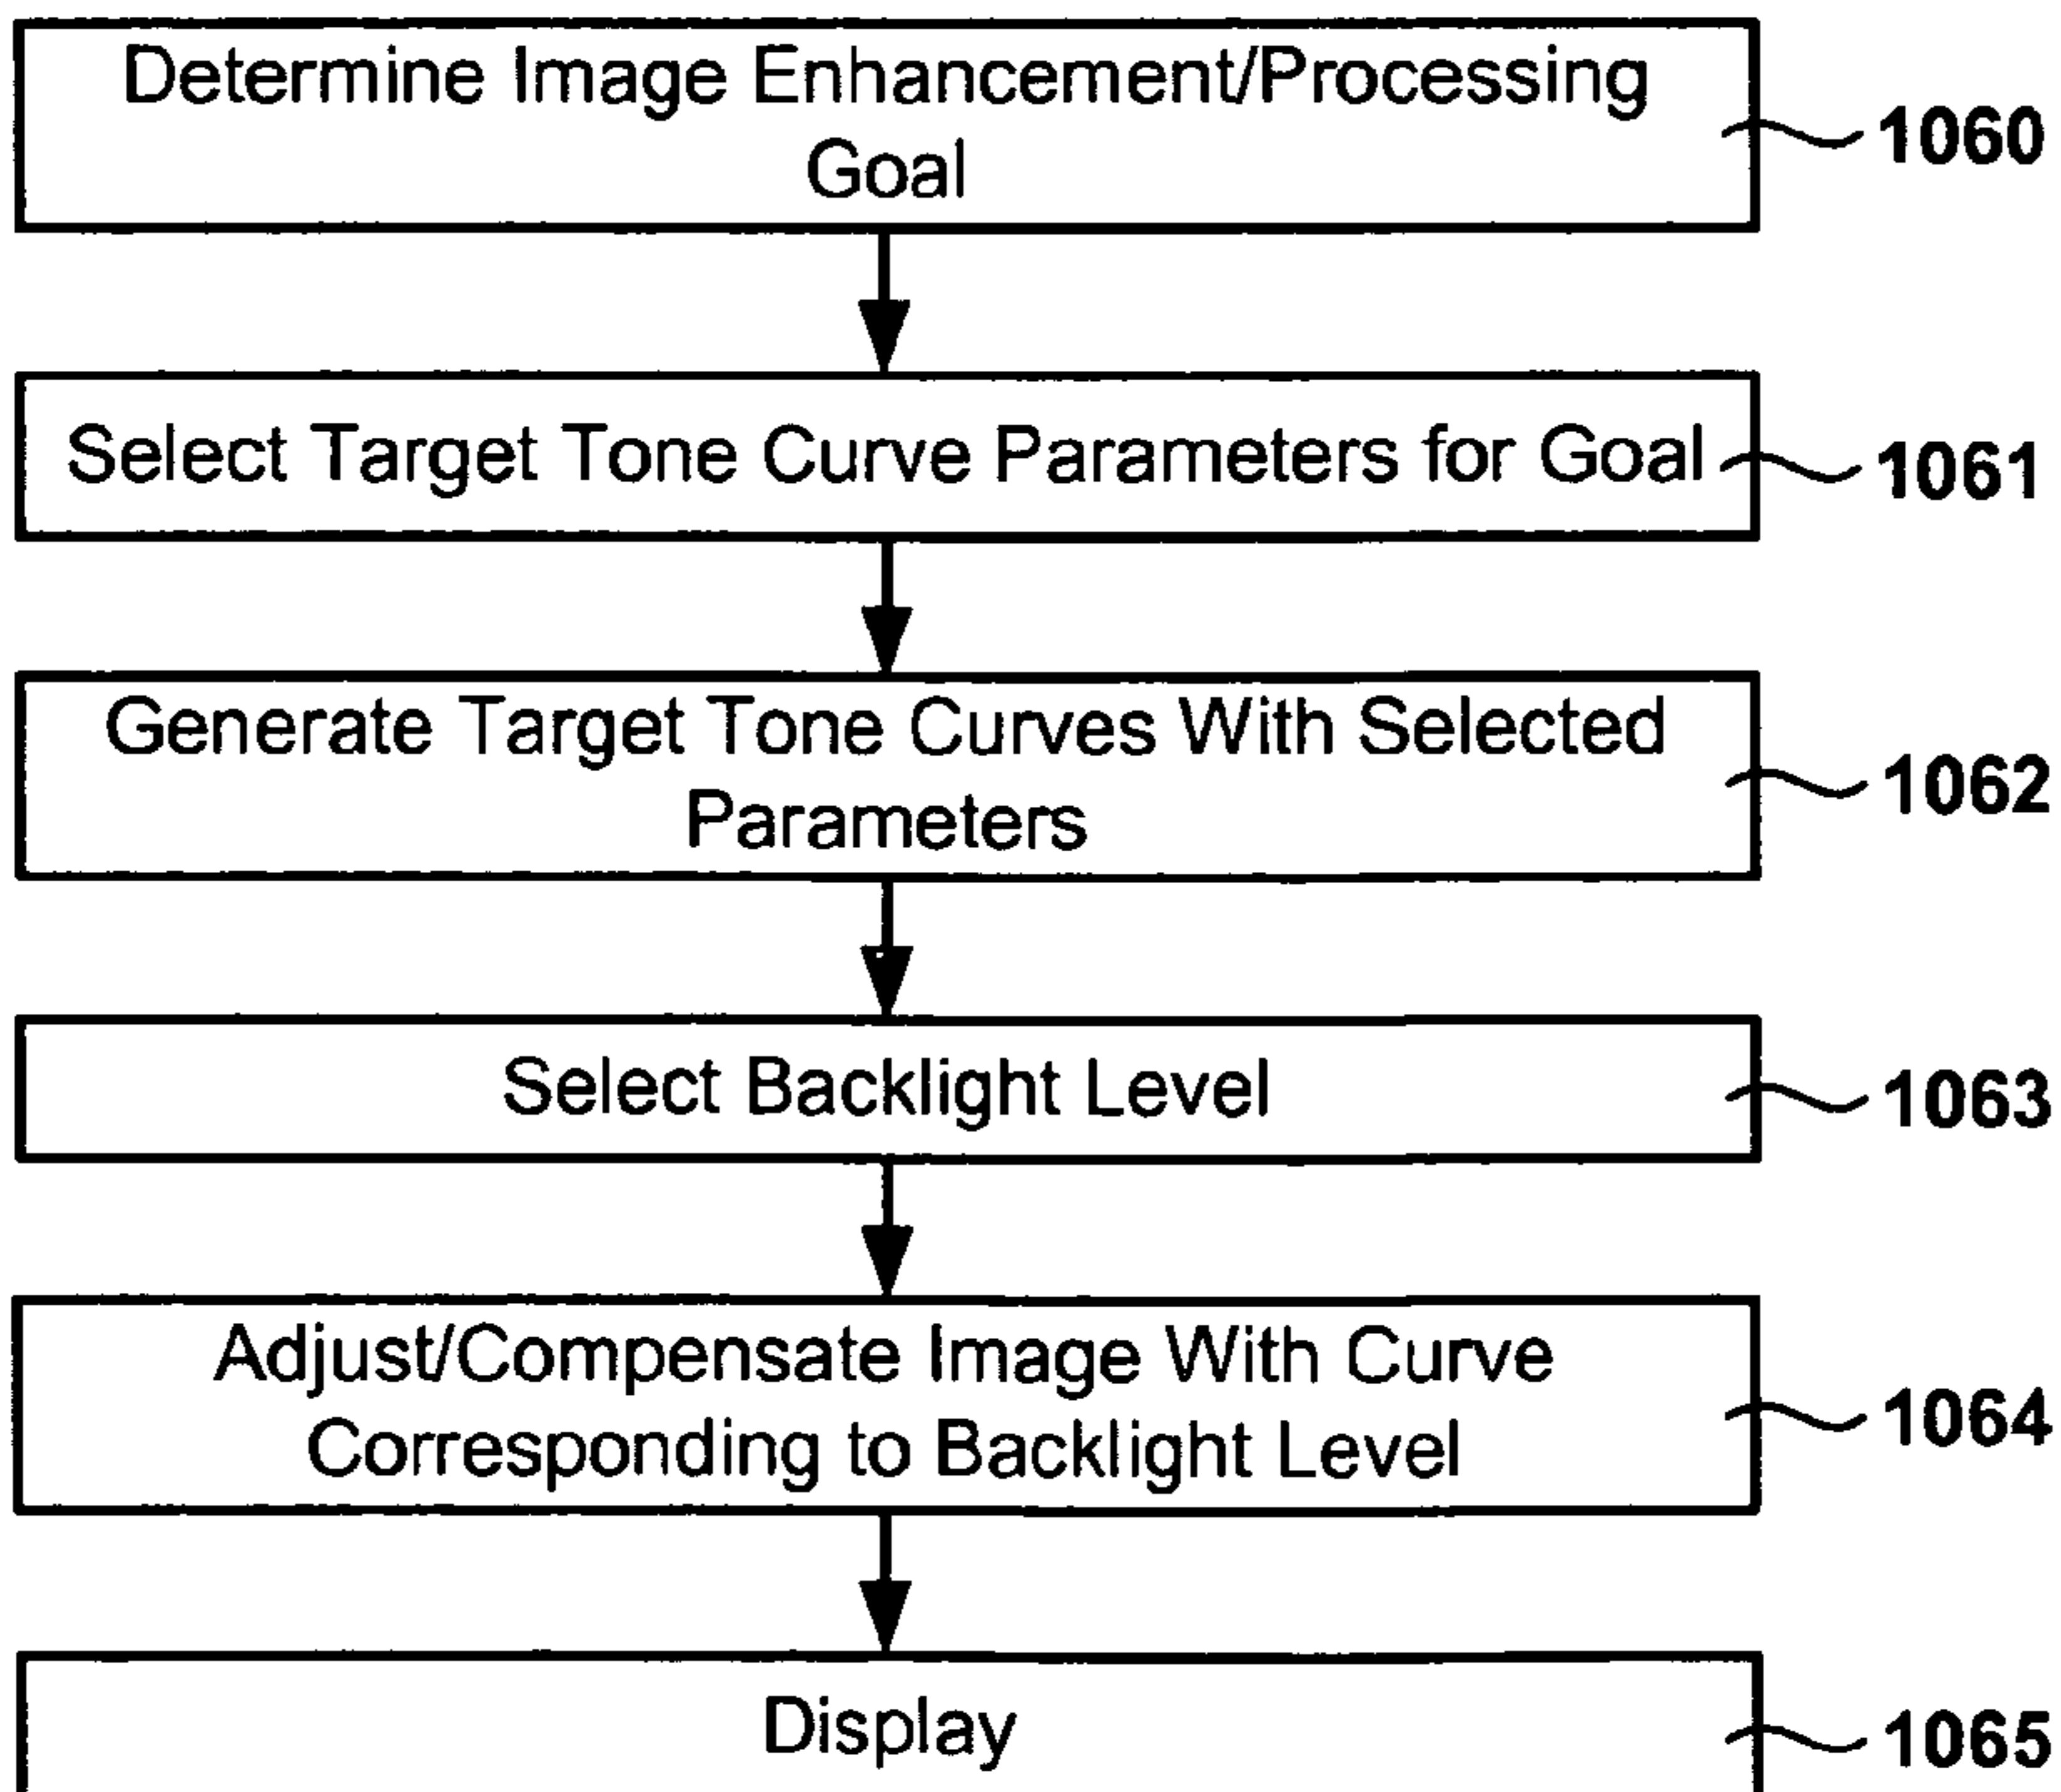 Determine Image Enhancement/Processing
Goal
1060
Select Target Tone Curve Parameters for Goal
1061
Generate Target Tone Curves With Selected
Parameters
1062
Select Backlight Level
1063
Adjust/Compensate Image With Curve
Corresponding to Backlight Level
1064
Display
1065